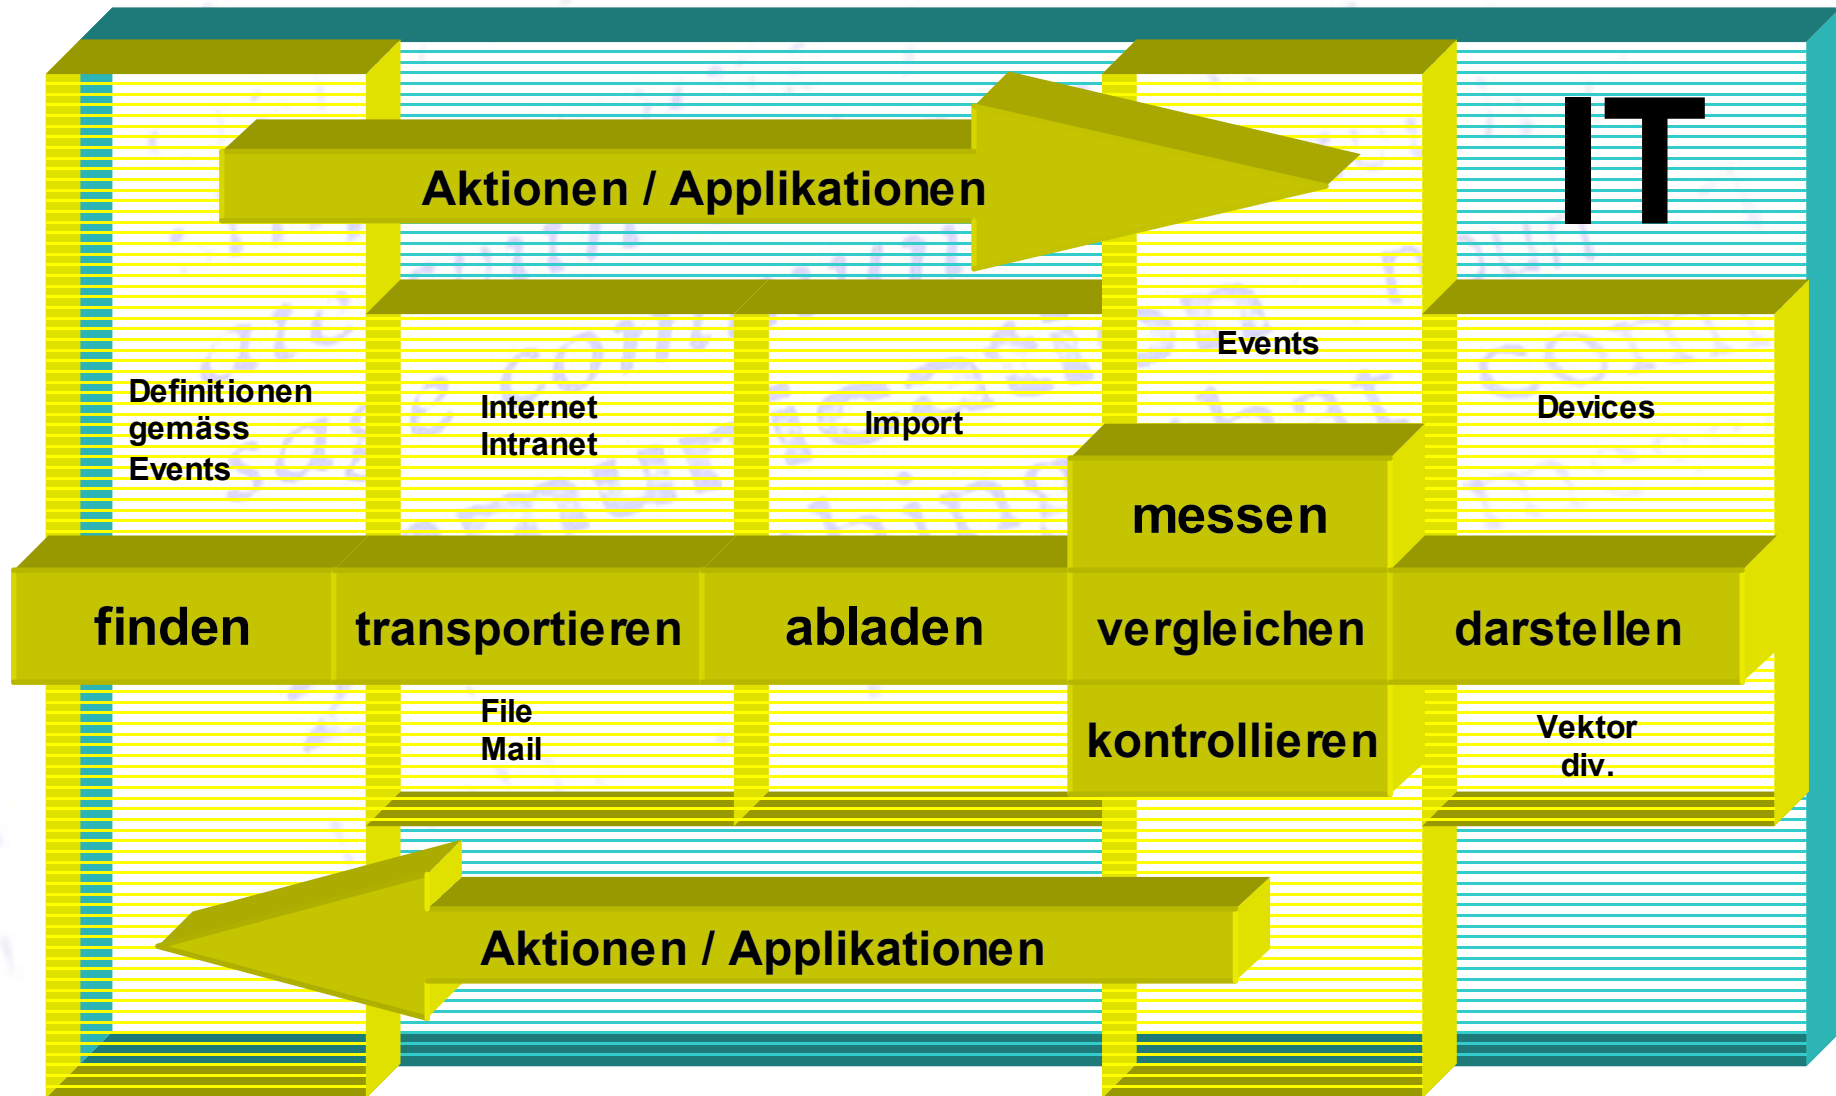 IT
Aktionen / Applikationen
Definitionen
gemäss
Events
Internet
Intranet
Import
Events
Devices
messen
finden
transportieren
abladen
vergleichen
darstellen
kontrollieren
File
Mail
Vektor
div.
Aktionen / Applikationen